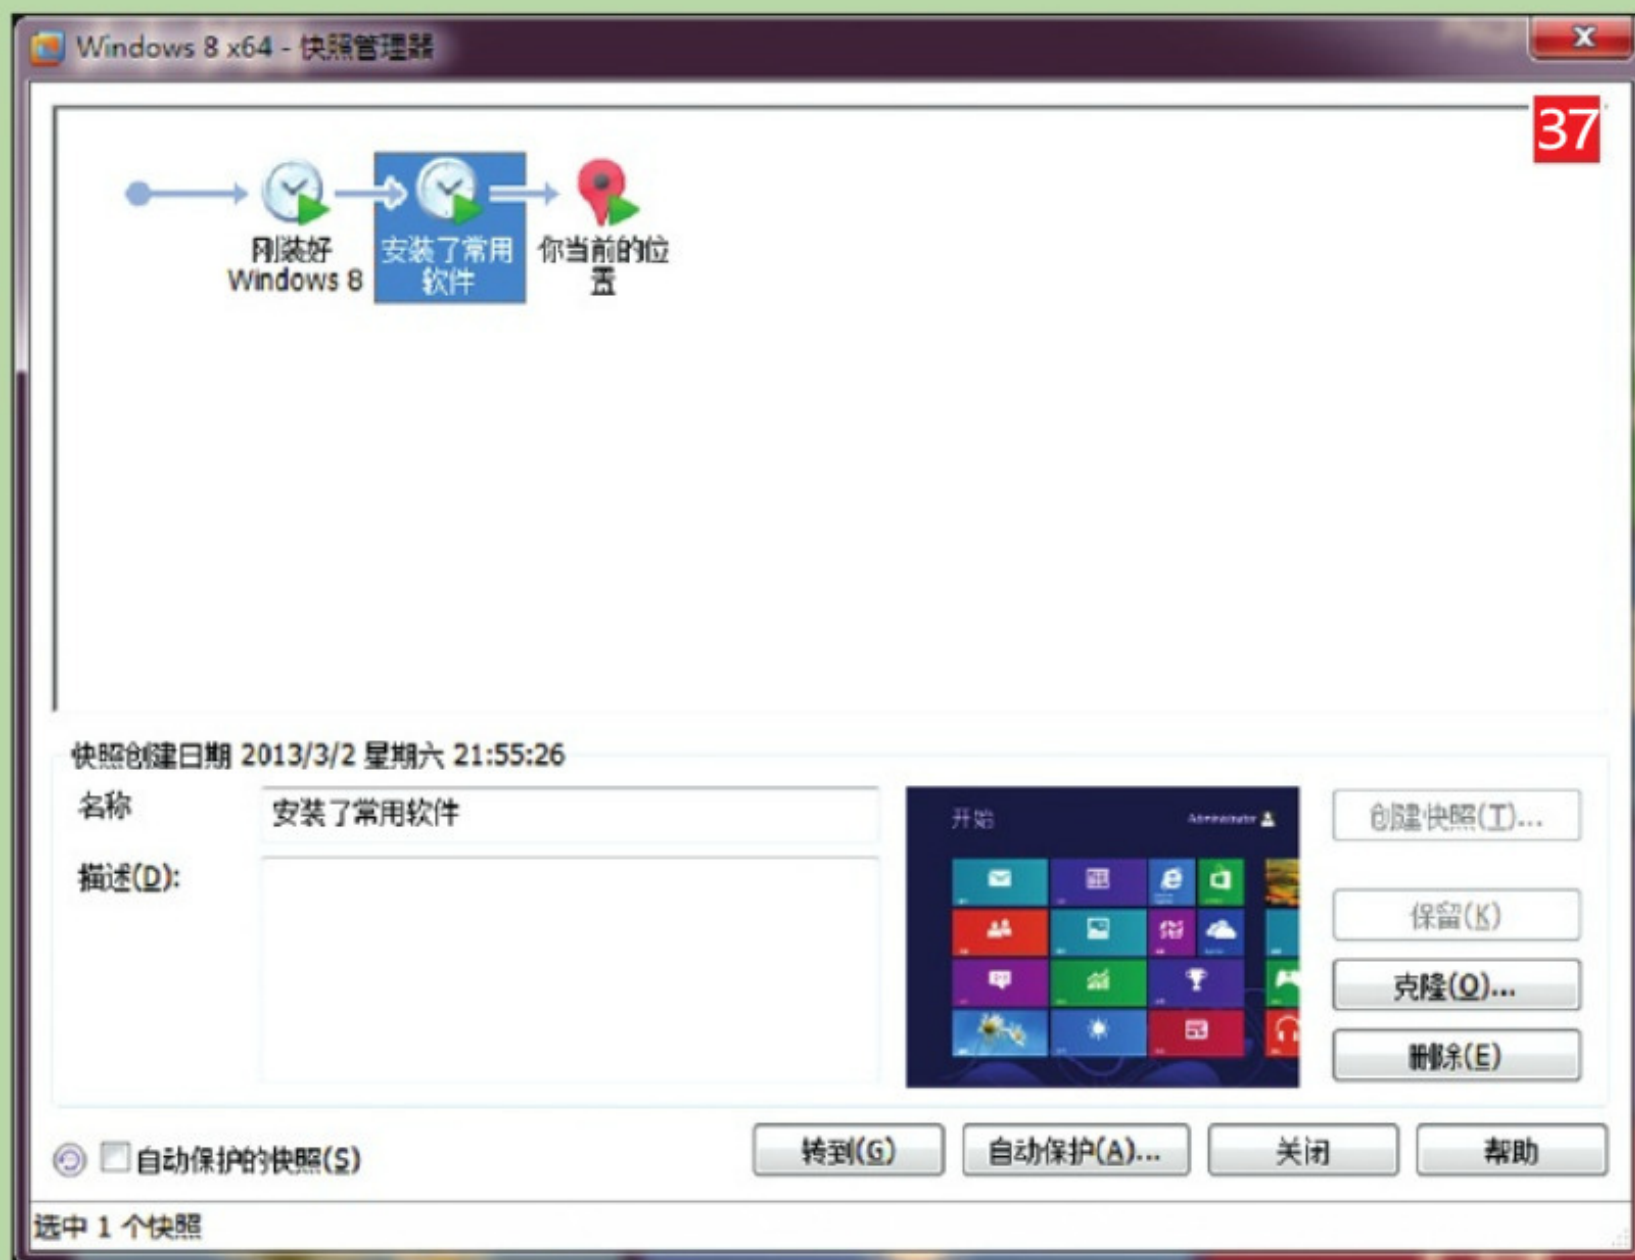 Windows 8 x64 - 快照管理器
37
刚装好
Windows 8
安装了常用
软件
你当前的位
置
快照创建日期 2013/3/2 星期六 21:55:26
名称
安装了常用软件
描述(D):
开始
Administrator
创建快照(T)...
保留(K)
克隆(O)...
删除(E)
自动保护的快照(S)
转到(G)
自动保护(A)...
关闭
帮助
选中 1 个快照